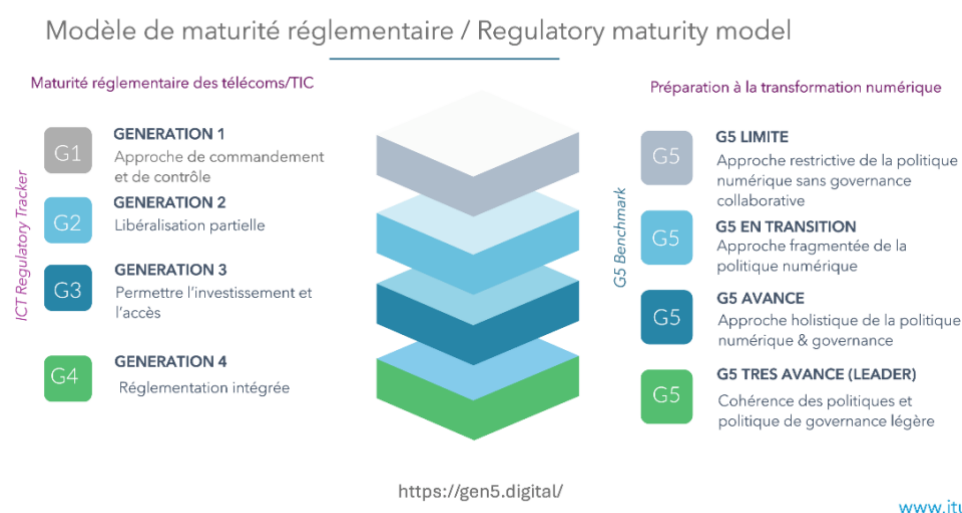 Modèle de maturité réglementaire / Regulatory maturity model
Maturité réglementaire des télécoms/TIC
ICT Regulatory Tracker
G1
GENERATION 1
Approche de commandement
et de contrôle
G2
GENERATION 2
Libéralisation partielle
G3
GENERATION 3
Permettre l'investissement et
l'accès
G4
GENERATION 4
Réglementation intégrée
Préparation à la transformation numérique
G5 Benchmark
G5
G5 LIMITE
Approche restrictive de la politique
numérique sans governance
collaborative
G5
G5 EN TRANSITION
Approche fragmentée de la
politique numérique
G5
G5 AVANCE
Approche holistique de la politique
numérique & governance
G5
G5 TRES AVANCE (LEADER)
Cohérence des politiques et
politique de governance légère
https://gen5.digital/
www.itu